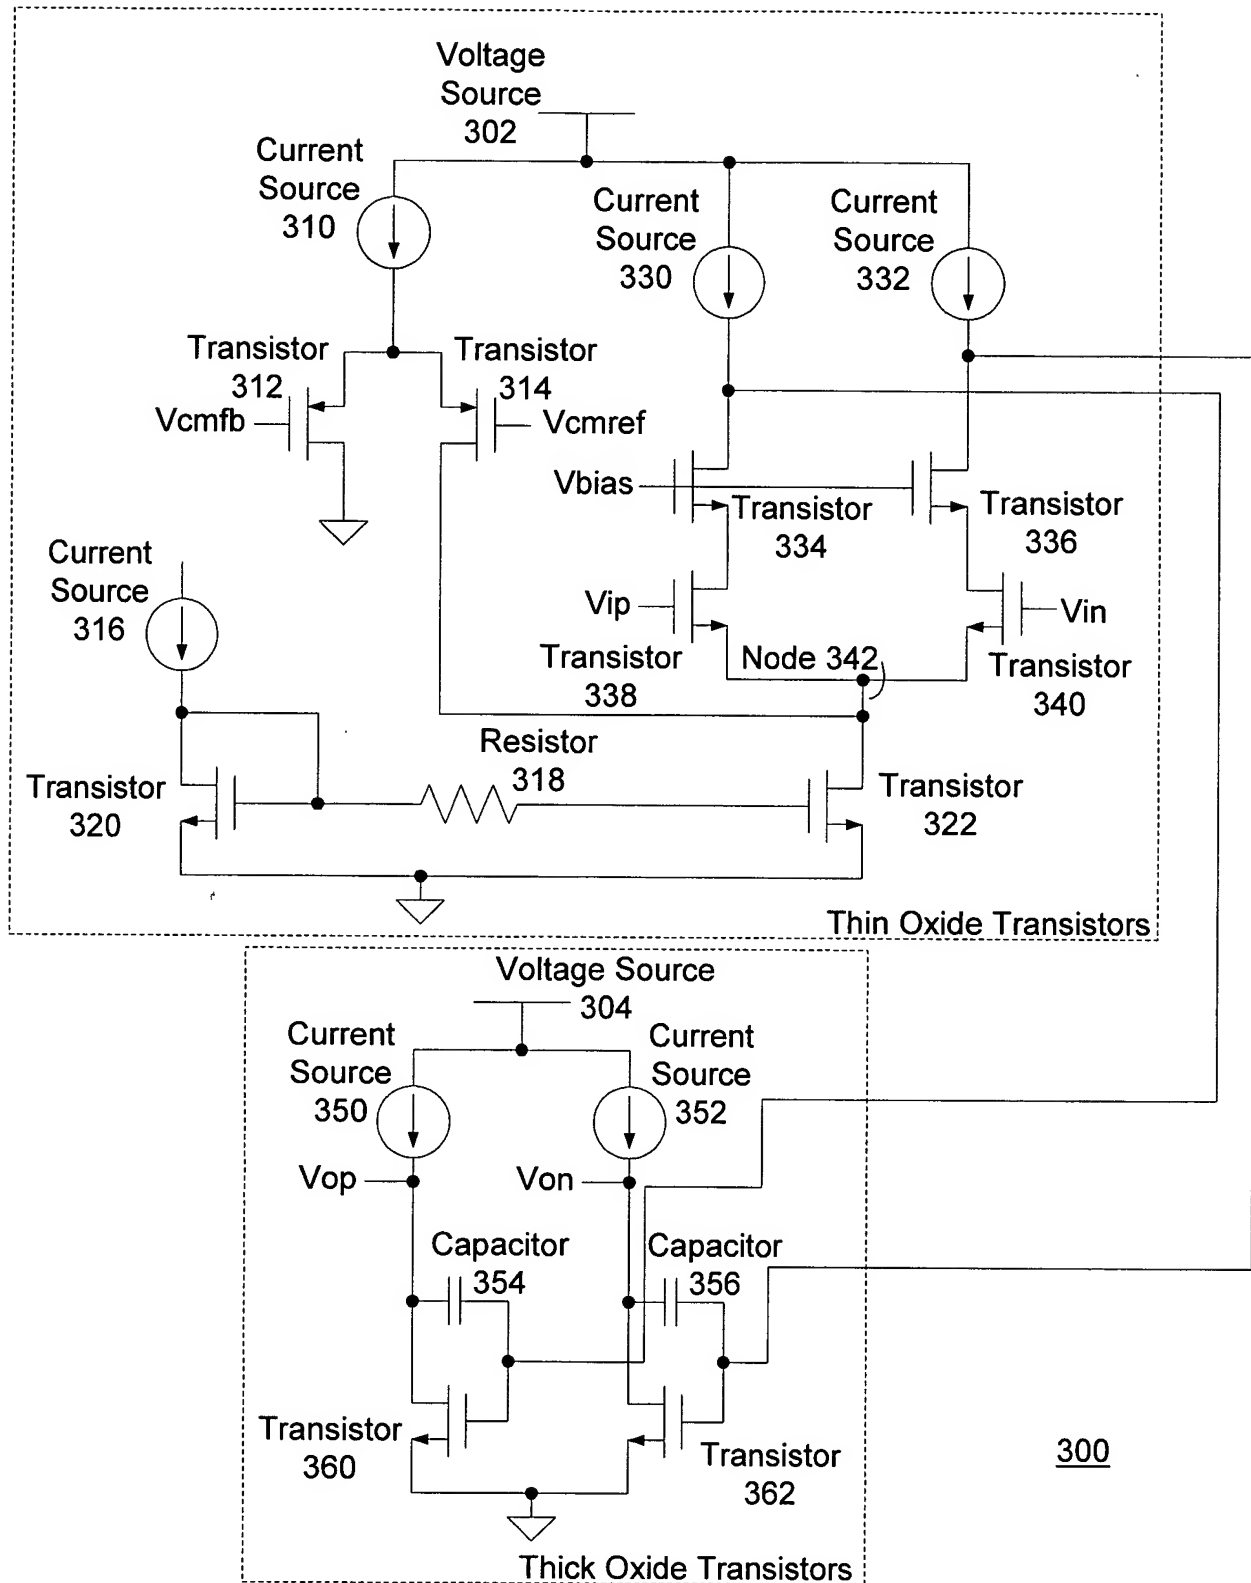 Voltage
Source
302
Current
Source
310
Current
Source
330
Current
Source
332
Transistor
312
Transistor
314
Vcmfb
Vcmref
Vbias
Transistor
334
Transistor
336
Current
Source
316
Vip
Vin
Transistor
338
Node 342
Transistor
340
Resistor
318
Transistor
320
Transistor
322
Thin Oxide Transistors
Voltage Source
304
Current
Source
350
Current
Source
352
Vop
Von
Capacitor
354
Capacitor
356
Transistor
360
Transistor
362
300
Thick Oxide Transistors